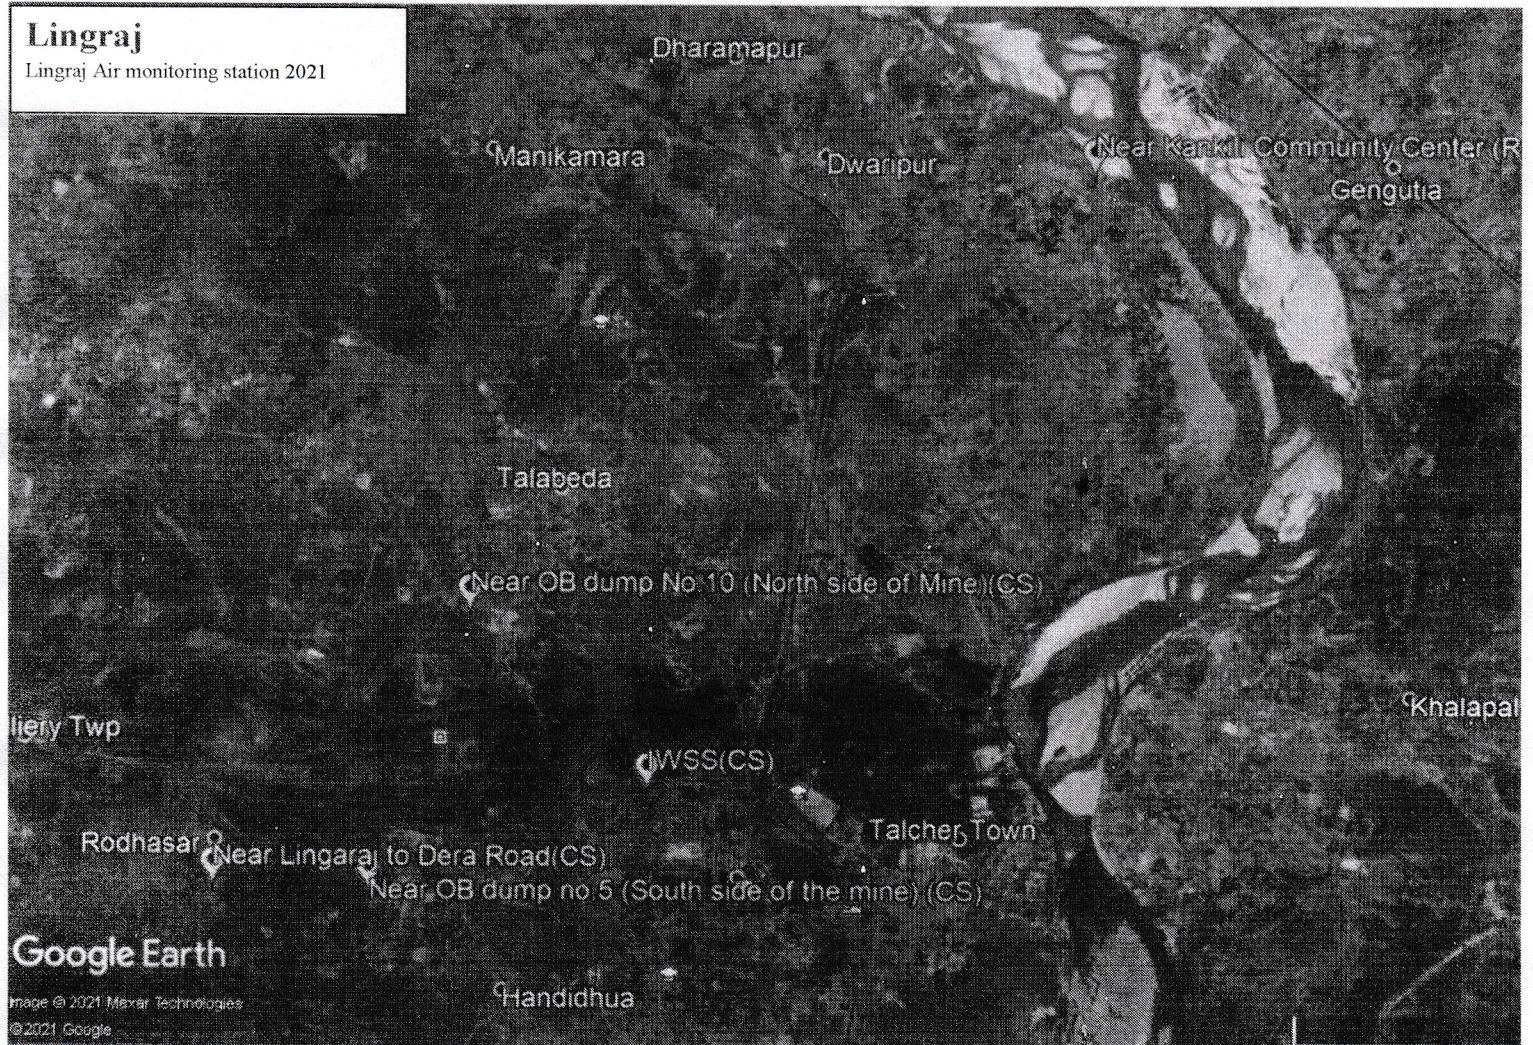 Lingraj
Lingraj Air monitoring station 2021
Dharamapur
Manikamara
Dwaripur
Near Kankili Community Center (R
Gengutia
Talabeda
Near OB dump No.10 (North side of Mine)(CS)
Khalapal
liery Twp
IWSS(CS)
Talcher Town
Rodhasar
Near Lingaraj to Dera Road(CS)
Near OB dump no.5 (South side of the mine) (CS)
Google Earth
Handidhua
mage © 2021 Maxar Technologies
©2021 Google